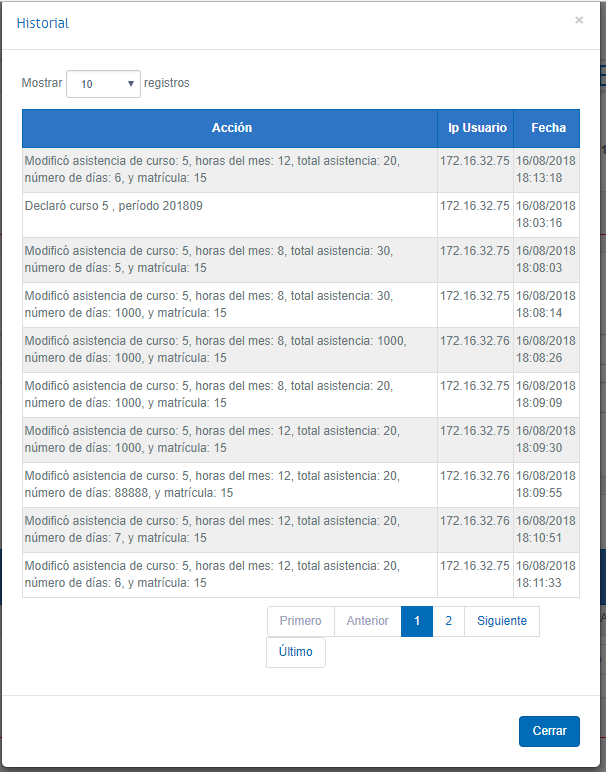 Historial ×
Mostrar 10 registros
Acción Ip Usuario Fecha
Modificó asistencia de curso: 5, horas del mes: 12, total asistencia: 20, 172.16.32.75 16/08/2018
número de días: 6, y matrícula: 15 18:13:18
Declaró curso 5 , período 201809 172.16.32.75 16/08/2018
18:03:16
Modificó asistencia de curso: 5, horas del mes: 8, total asistencia: 30, 172.16.32.75 16/08/2018
número de días: 5, y matrícula: 15 18:08:03
Modificó asistencia de curso: 5, horas del mes: 8, total asistencia: 30, 172.16.32.75 16/08/2018
número de días: 1000, y matrícula: 15 18:08:14
Modificó asistencia de curso: 5, horas del mes: 8, total asistencia: 1000, 172.16.32.76 16/08/2018
número de días: 1000, y matrícula: 15 18:08:26
Modificó asistencia de curso: 5, horas del mes: 8, total asistencia: 20, 172.16.32.75 16/08/2018
número de días: 1000, y matrícula: 15 18:09:09
Modificó asistencia de curso: 5, horas del mes: 12, total asistencia: 20, 172.16.32.75 16/08/2018
número de días: 1000, y matrícula: 15 18:09:30
Modificó asistencia de curso: 5, horas del mes: 12, total asistencia: 20, 172.16.32.76 16/08/2018
número de días: 88888, y matrícula: 15 18:09:55
Modificó asistencia de curso: 5, horas del mes: 12, total asistencia: 20, 172.16.32.76 16/08/2018
número de días: 7, y matrícula: 15 18:10:51
Modificó asistencia de curso: 5, horas del mes: 12, total asistencia: 20, 172.16.32.75 16/08/2018
número de días: 6, y matrícula: 15 18:11:33
Primero Anterior 1 2 Siguiente
Último
Cerrar